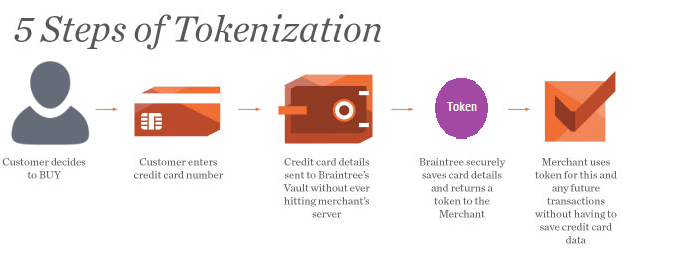 5 Steps of Tokenization
Token
Customer decides
to BUY
Customer enters
credit card number
Credit card details
sent to Braintree's
Vault without ever
hitting merchant's
server
Braintree securely
saves card details
and returns a
token to the
Merchant
Merchant uses
token for this and
any future
transactions
without having to
save credit card
data